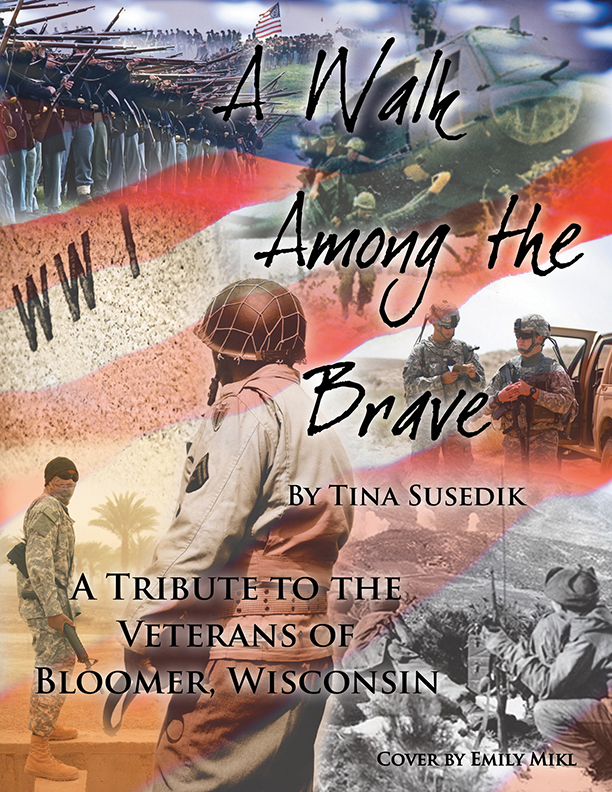 A Walk
Among the
WW I
Brave
By Tina Susedik
A Tribute to the
Veterans of
Bloomer, Wisconsin
Cover by Emily Mikl